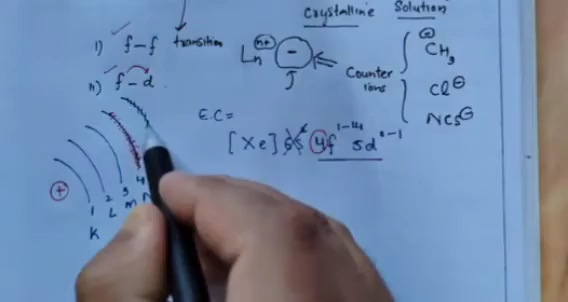 Crystalline Solution
i) f-f transition
Ln n+ -
⊕
CH3
ii) f-d
Counter ions
Cl⊖
NCS⊖
E.C =
[Xe] 6s 4f 1-14 5d 0-1
+
1 2 3 4
K L M N